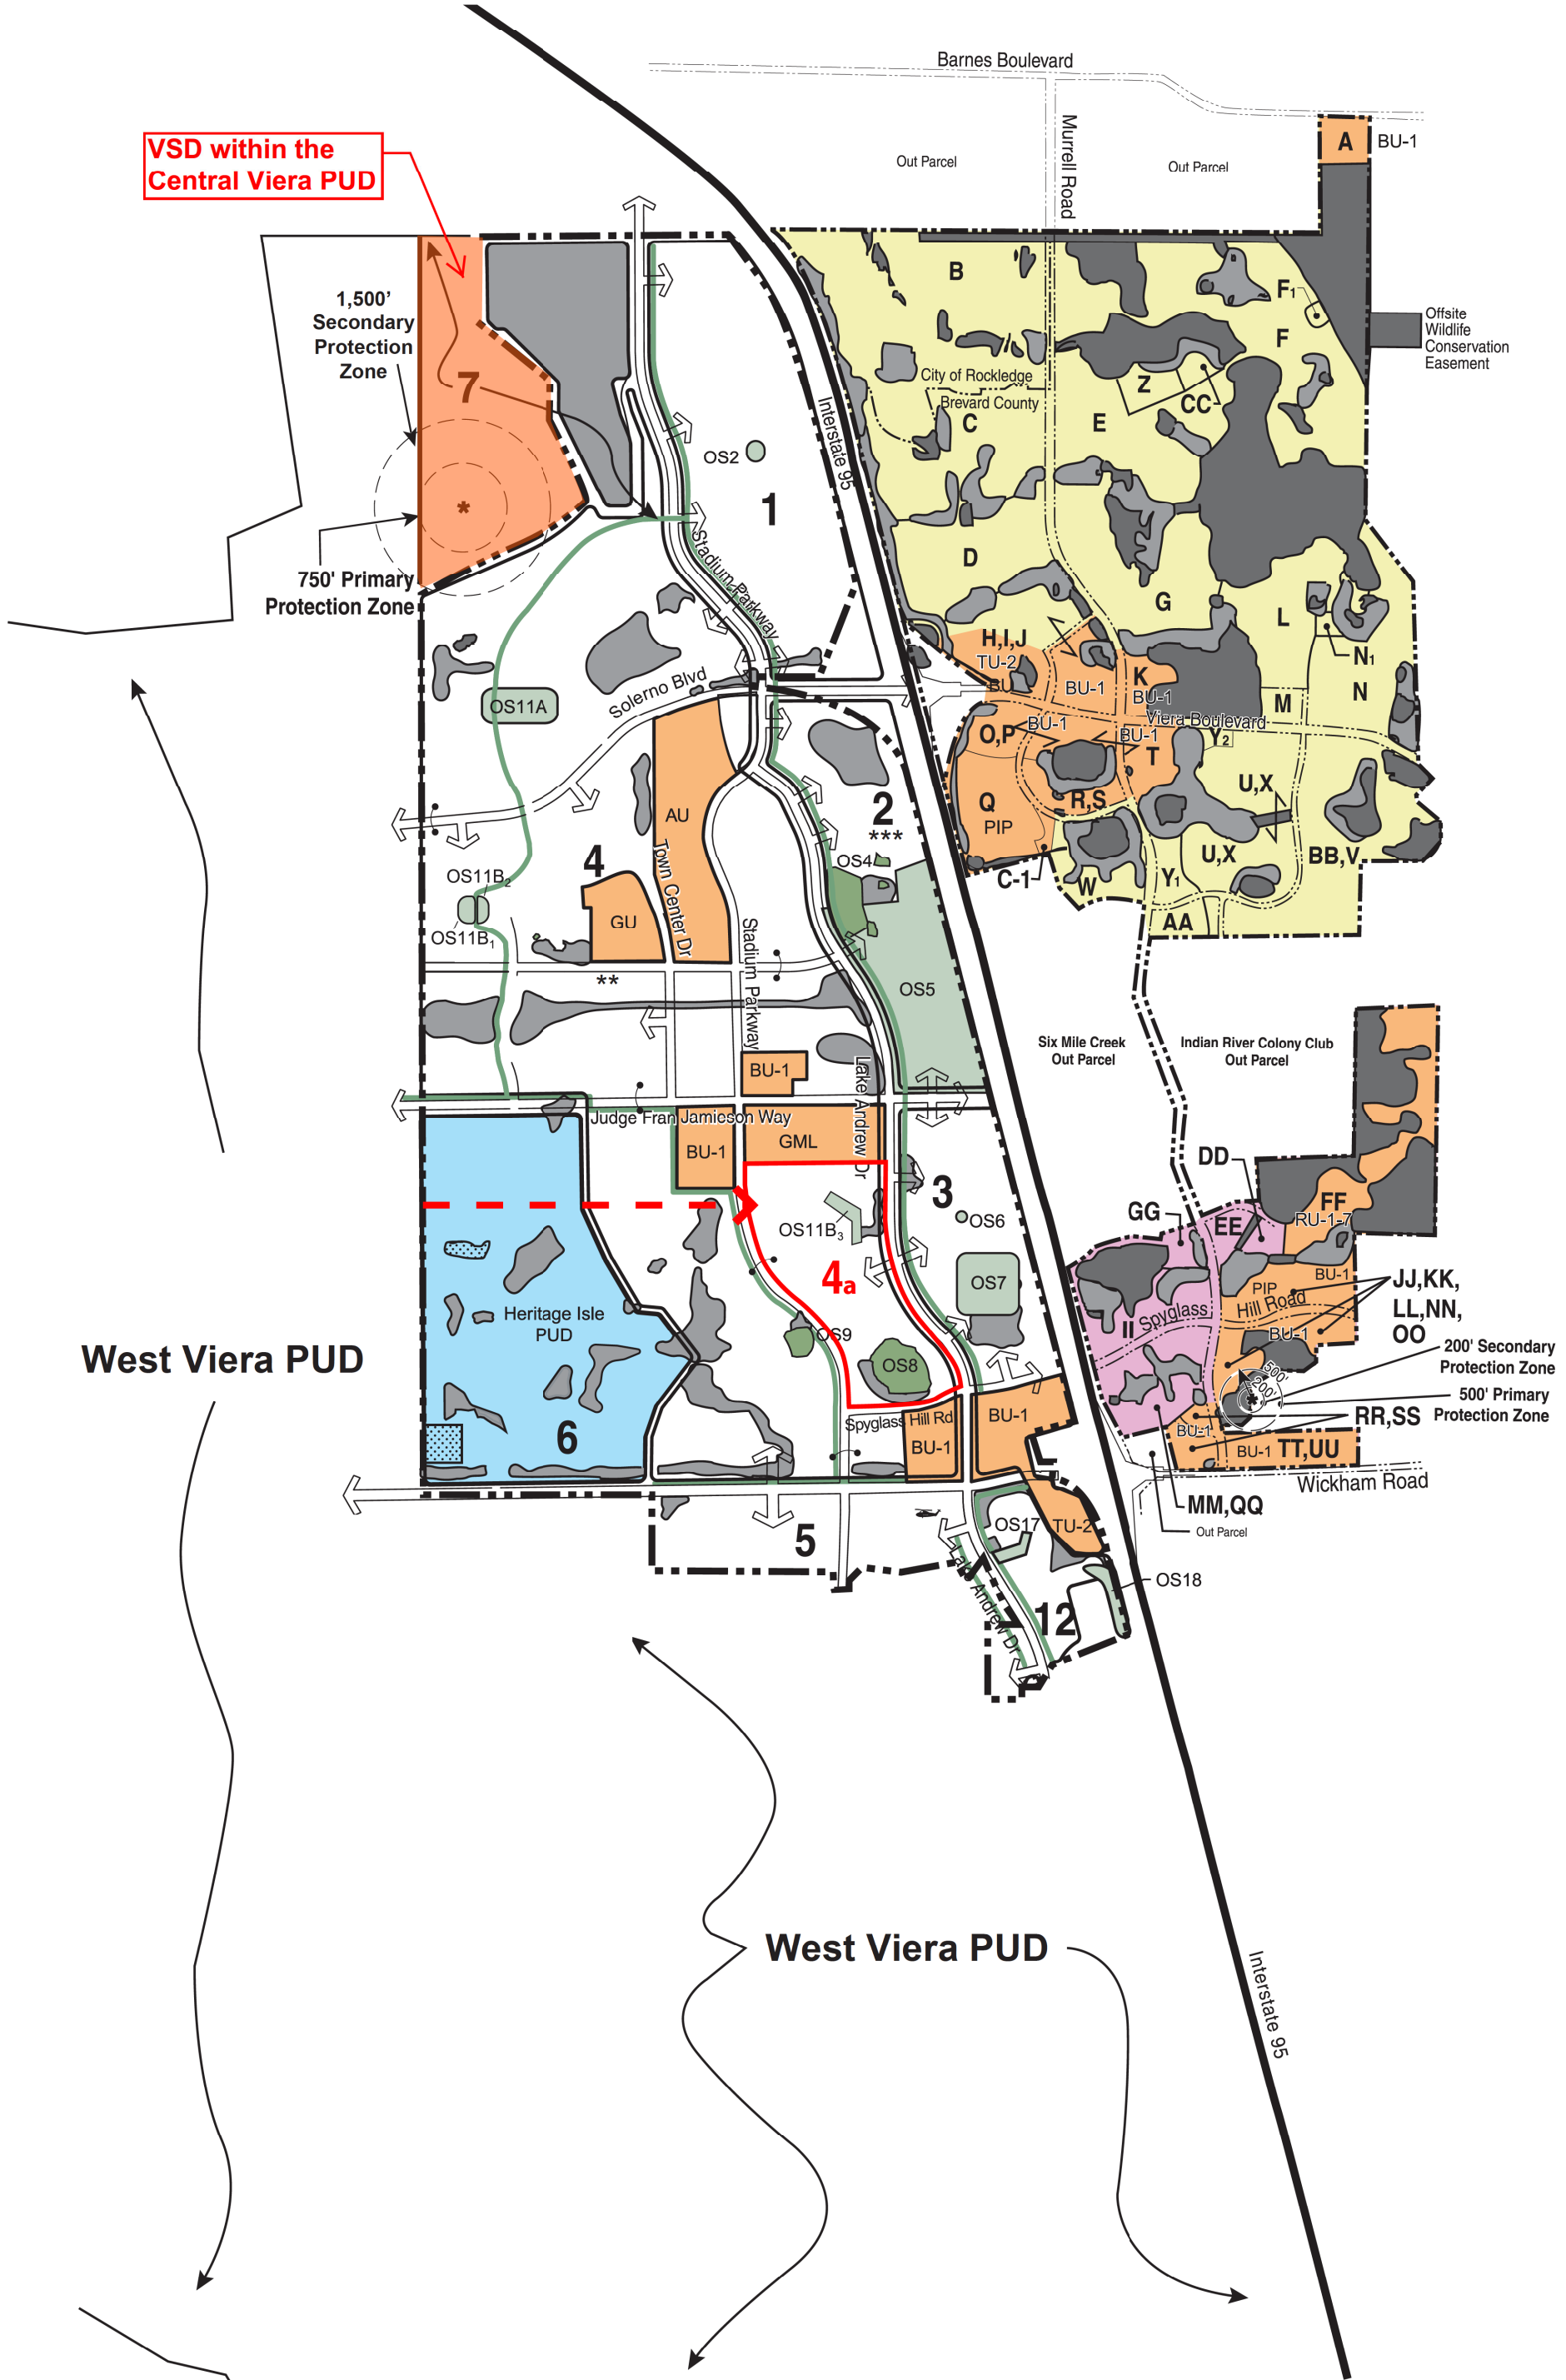 Barnes Boulevard
Murrell Road
Out Parcel
Out Parcel
A
BU-1
VSD within the
Central Viera PUD
1,500’
Secondary
Protection
Zone
7
*
750' Primary
Protection Zone
B
F1
F
Offsite
Wildlife
Conservation
Easement
City of Rockledge
Brevard County
Z
CC
C
E
Interstate 95
OS2
1
D
G
L
Stadium Parkway
H,I,J
TU-2
BU
BU-1
K
BU-1
N1
N
M
Solerno Blvd
OS11A
O,P
BU-1
BU-1
Viera Boulevard
Y2
T
2
***
Q
PIP
R,S
U,X
AU
Town Center Dr
4
OS4
C-1
W
Y1
U,X
BB,V
AA
OS11B2
OS11B1
GU
**
Stadium Parkway
OS5
Six Mile Creek
Out Parcel
Indian River Colony Club
Out Parcel
BU-1
Lake Andrew Dr
Judge Fran Jamieson Way
BU-1
GML
DD
3
OS6
OS11B3
GG
EE
FF
RU-1-7
4a
OS7
BU-1
PIP
JJ,KK,
LL,NN,
OO
Heritage Isle
PUD
II
Spyglass
Hill Road
BU-1
OS9
West Viera PUD
OS8
200' Secondary
Protection Zone
500'
200'
*
500' Primary
Protection Zone
RR,SS
BU-1
Spyglass Hill Rd
BU-1
BU-1
BU-1
TT,UU
6
Wickham Road
MM,QQ
Out Parcel
5
OS17
TU-2
Lake Andrew Dr
OS18
12
West Viera PUD
Interstate 95